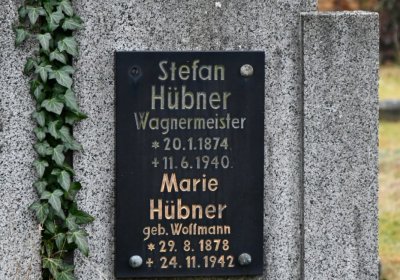 Stefan
Hübner
Wagnermeister
* 20.1.1874
+ 11.6.1940.
Marie
Hübner
geb. Wolfmann
* 29. 8. 1878
+ 24. 11. 1942